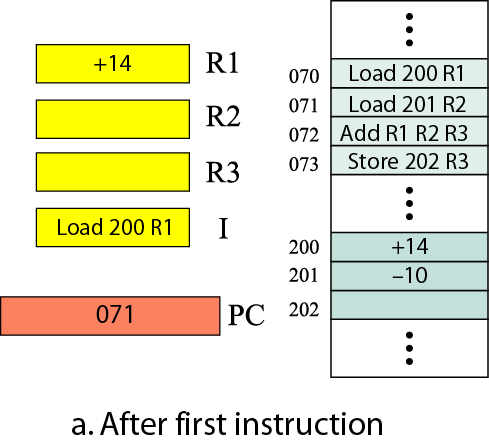 +14 R1
R2
R3
Load 200 R1 I
071 PC
070 Load 200 R1
071 Load 201 R2
072 Add R1 R2 R3
073 Store 202 R3
200 +14
201 –10
202
a. After first instruction